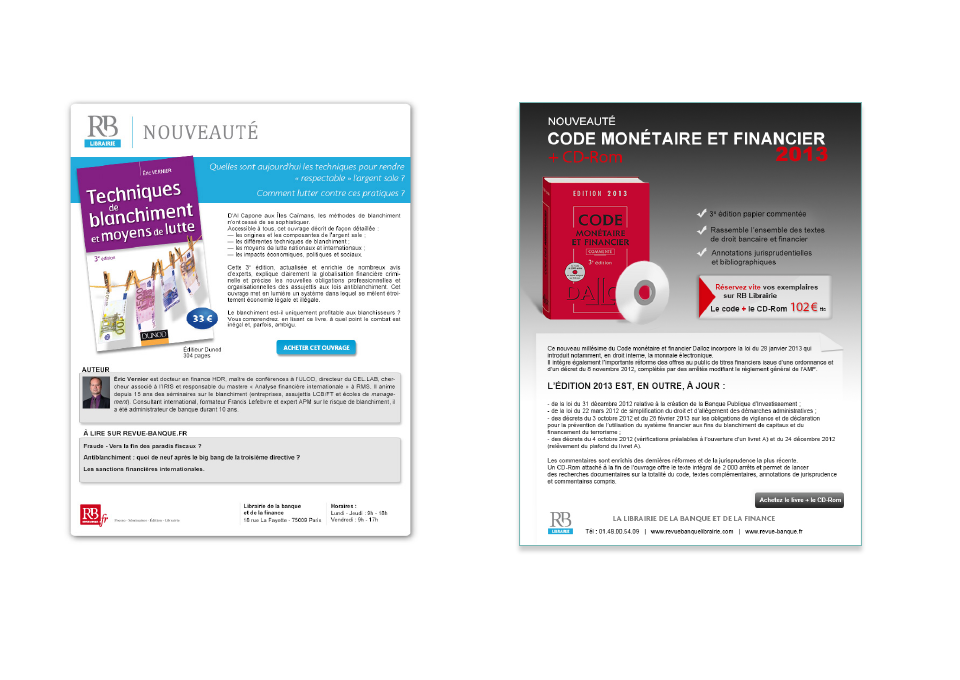 RB
LIBRAIRIE
NOUVEAUTÉ
Quelles sont aujourd'hui les techniques pour rendre
« respectable » l'argent sale ?
Comment lutter contre ces pratiques ?
ÉRIC VERNIER
Techniques
de
blanchiment
et moyens de lutte
3e édition
DUNOD
33 €
Éditeur Dunod
304 pages
D'Al Capone aux Îles Caïmans, les méthodes de blanchiment
n'ont cessé de se sophistiquer.
Accessible à tous, cet ouvrage décrit de façon détaillée :
— les origines et les composantes de l'argent sale ;
— les différentes techniques de blanchiment ;
— les moyens de lutte nationaux et internationaux ;
— les impacts économiques, politiques et sociaux.
Cette 3e édition, actualisée et enrichie de nombreux avis
d'experts, explique clairement la globalisation financière crimi-
nelle et précise les nouvelles obligations professionnelles et
organisationnelles des assujettis aux lois antiblanchiment. Cet
ouvrage met en lumière un système dans lequel se mêlent étroi-
tement économie légale et illégale.
Le blanchiment est-il uniquement profitable aux blanchisseurs ?
Vous comprendrez, en lisant ce livre, à quel point le combat est
inégal et, parfois, ambigu.
ACHETER CET OUVRAGE
AUTEUR
Éric Vernier est docteur en finance HDR, maître de conférences à l'ULCO, directeur du CEL LAB, cher-
cheur associé à l'IRIS et responsable du mastère « Analyse financière internationale » à RMS. Il anime
depuis 15 ans des séminaires sur le blanchiment (entreprises, assujettis LCB/FT et écoles de manage-
ment). Consultant international, formateur Francis Lefebvre et expert APM sur le risque de blanchiment, il
a été administrateur de banque durant 10 ans.
À LIRE SUR REVUE-BANQUE.FR
Fraude - Vers la fin des paradis fiscaux ?
Antiblanchiment : quoi de neuf après le big bang de la troisième directive ?
Les sanctions financières internationales.
RB
fr
Librairie de la banque
et de la finance
18 rue La Fayette - 75009 Paris
Horaires :
Lundi - Jeudi : 9h - 18h
Vendredi : 9h - 17h
NOUVEAUTÉ
CODE MONÉTAIRE ET FINANCIER
+ CD-Rom
2013
ÉDITION 2013
CODE
MONÉTAIRE
ET FINANCIER
COMMENTÉ
3e édition
DALLOZ
3e édition papier commentée
Rassemble l'ensemble des textes
de droit bancaire et financier
Annotations jurisprudentielles
et bibliographiques
Réservez vite vos exemplaires
sur RB Librairie
Le code + le CD-Rom 102€ Htc
Ce nouveau millésime du Code monétaire et financier Dalloz incorpore la loi du 28 janvier 2013 qui
introduit notamment, en droit interne, la monnaie électronique.
Il intègre également l'importante réforme des offres au public de titres financiers issue d'une ordonnance et
d'un décret du 8 novembre 2012, complétés par des arrêtés modifiant le règlement général de l'AMF.
L'ÉDITION 2013 EST, EN OUTRE, À JOUR :
- de la loi du 31 décembre 2012 relative à la création de la Banque Publique d'Investissement ;
- de la loi du 22 mars 2012 de simplification du droit et d'allègement des démarches administratives ;
- des décrets du 3 octobre 2012 et du 26 février 2013 sur les obligations de vigilance et de déclaration
pour la prévention de l'utilisation du système financier aux fins du blanchiment de capitaux et du
financement du terrorisme ;
- des décrets du 4 octobre 2012 (vérifications préalables à l'ouverture d'un livret A) et du 24 décembre 2012
(relèvement du plafond du livret A).
Les commentaires sont enrichis des dernières réformes et de la jurisprudence la plus récente.
Un CD-Rom attaché à la fin de l'ouvrage offre le texte intégral de 2 000 arrêts et permet de lancer
des recherches documentaires sur la totalité du code, textes complémentaires, annotations de jurisprudence
et commentaires compris.
Achetez le livre + le CD-Rom
RB
LIBRAIRIE
LA LIBRAIRIE DE LA BANQUE ET DE LA FINANCE
Tél : 01.48.00.54.09 | www.revuebanquelibrairie.com | www.revue-banque.fr